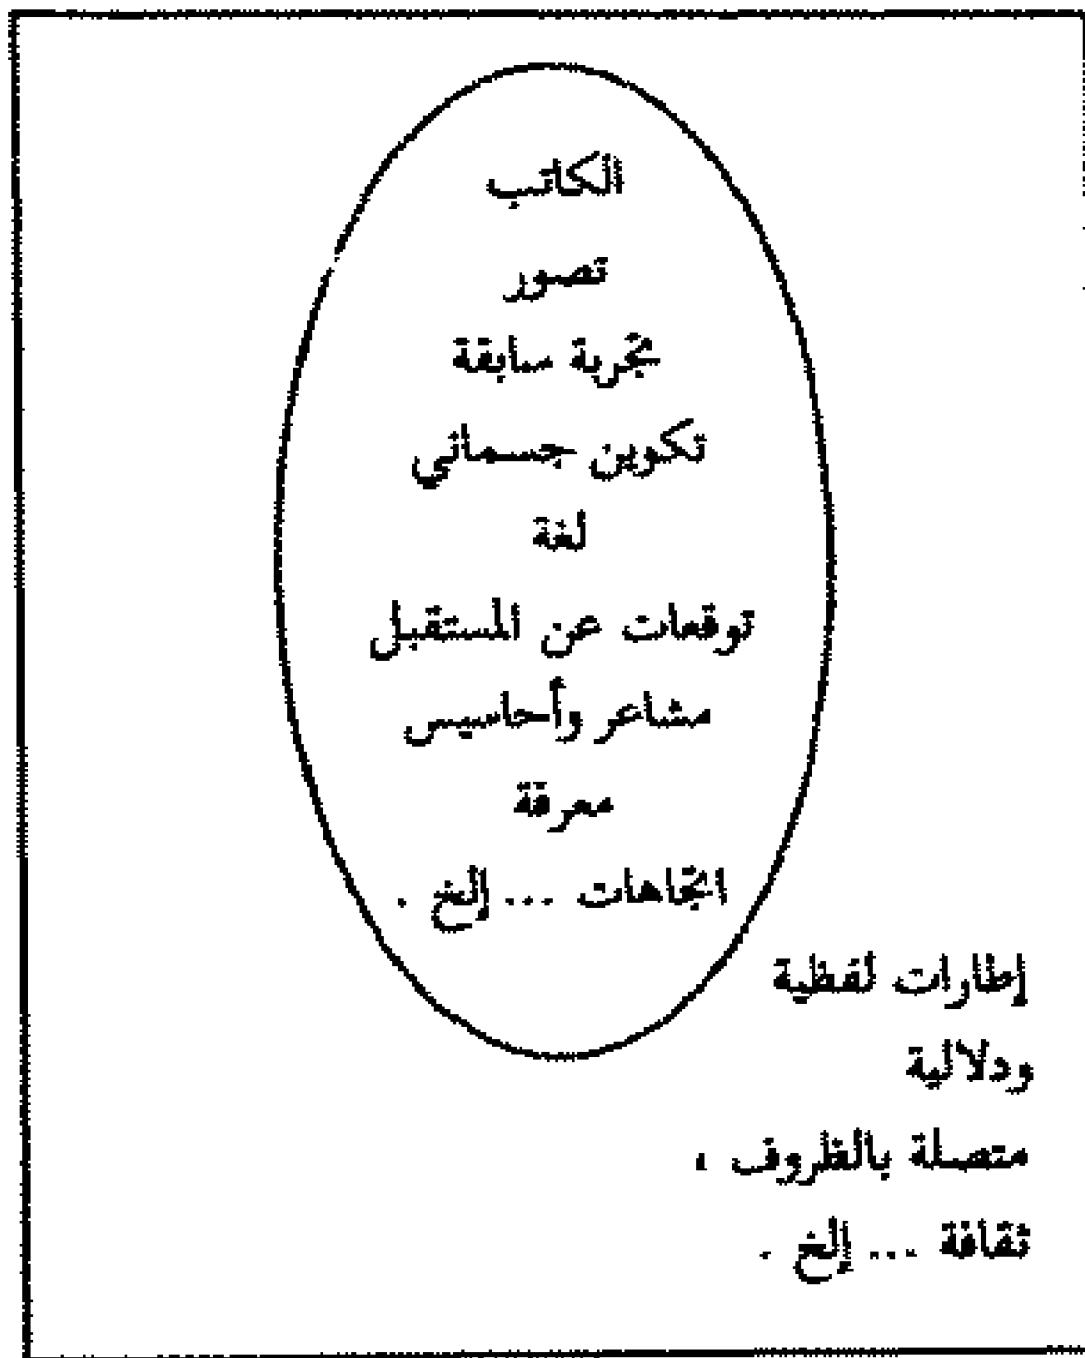 الكاتب
تصور
تجربة سابقة
تكوين جسماني
لغة
توقعات عن المستقبل
مشاعر وأحاسيس
معرفة
اتجاهات ... إلخ .
إطارات لفظية
ودلالية
متصلة بالظروف ،
ثقافة ... إلخ .